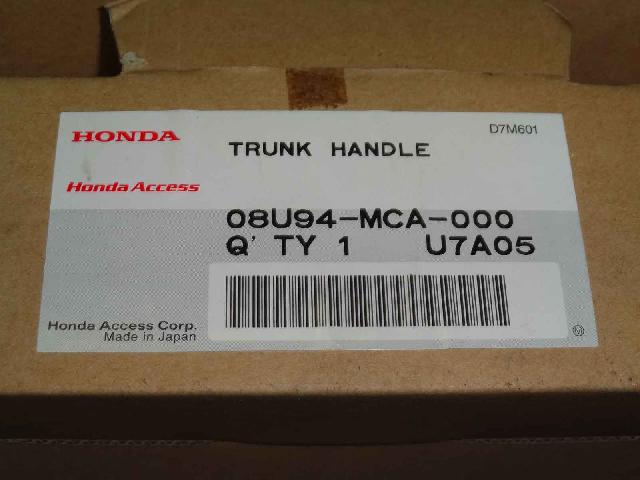 HONDA
D7M601
TRUNK HANDLE
Honda Access
08U94-MCA-000
Q'TY 1 U7A05
Honda Access Corp.
Made in Japan